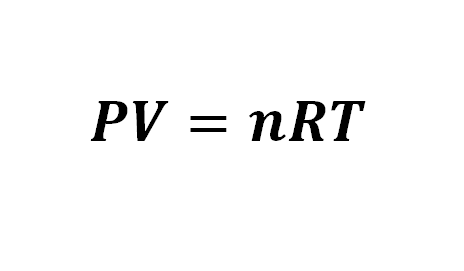 PV = nRT